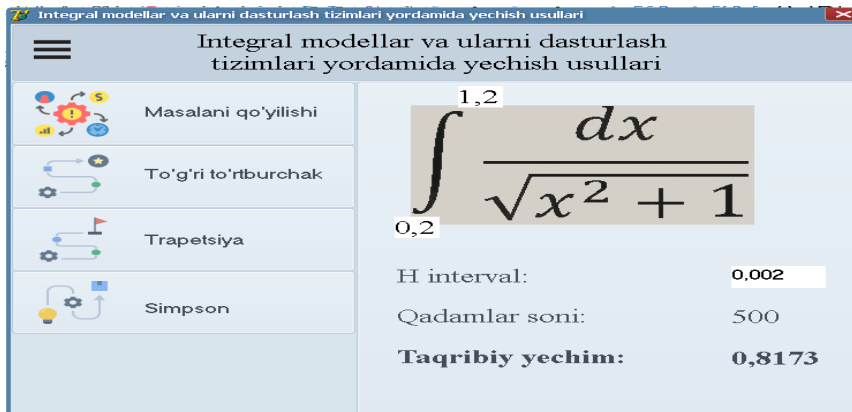 Integral modellar va ularni dasturlash tizimlari yordamida yechish usullari
Integral modellar va ularni dasturlash
tizimlari yordamida yechish usullari
Masalani qo'yilishi
To'g'ri to'rtburchak
Trapetsiya
Simpson
1,2
∫ dx / √(x² + 1)
0,2
H interval: 0,002
Qadamlar soni: 500
Taqribiy yechim: 0,8173